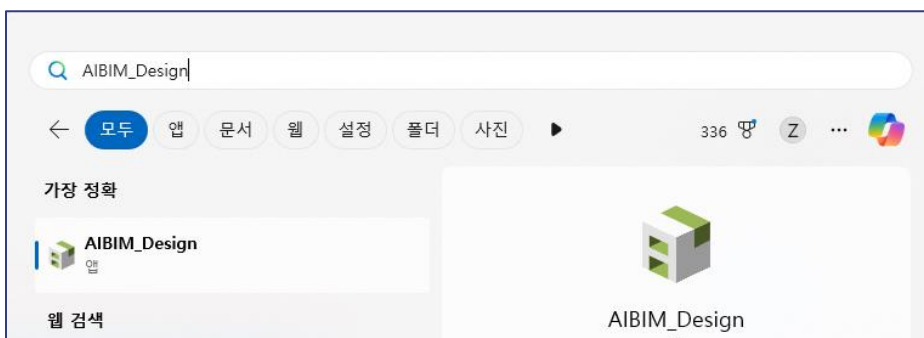 AIBIM_Design
모두 앱 문서 웹 설정 폴더 사진 336 Z
가장 정확
AIBIM_Design
앱
웹 검색
AIBIM_Design